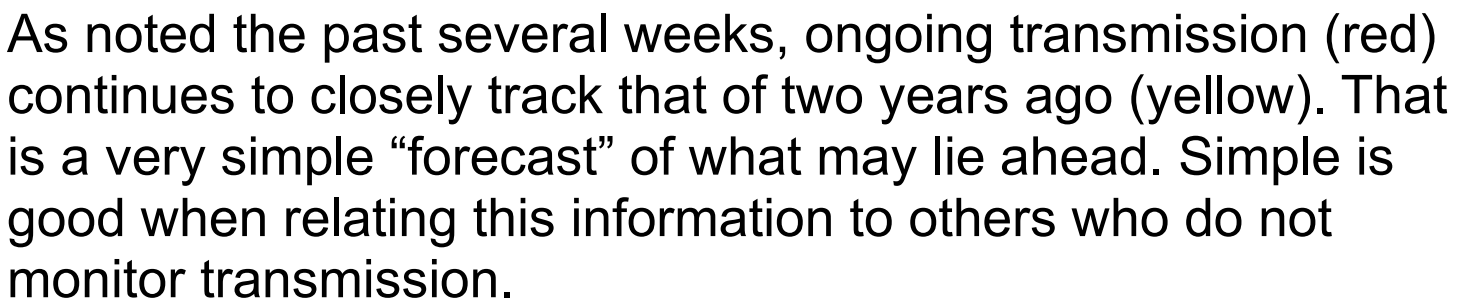 As noted the past several weeks, ongoing transmission (red)
continues to closely track that of two years ago (yellow). That
is a very simple “forecast” of what may lie ahead. Simple is
good when relating this information to others who do not
monitor transmission.